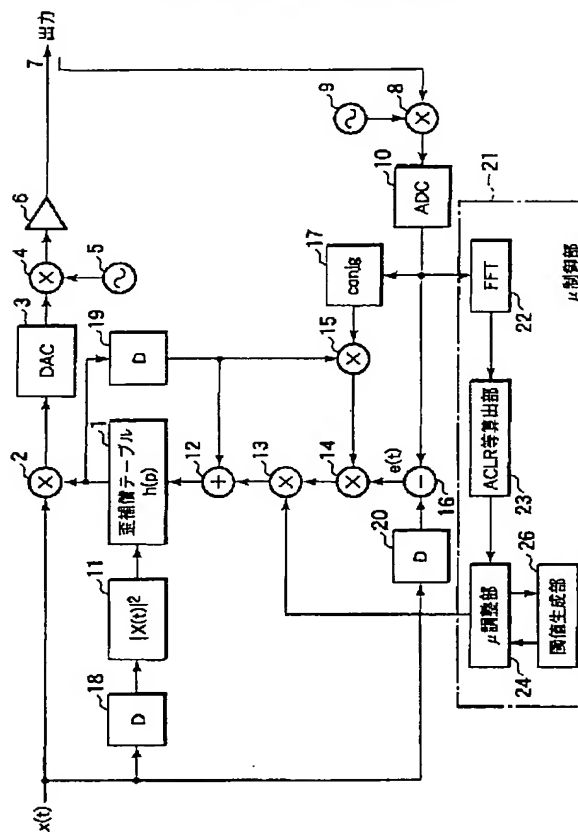 x(t)
2
X
3
DAC
4
X
5
6
7
出力
18
D
11
|X(t)|²
1
歪補償テーブル
h(p)
19
D
12
+
13
X
14
X
15
X
17
conjg
9
8
X
10
ADC
e(t)
16
−
20
D
21
μ制御部
22
FFT
23
ACLR等算出部
24
μ調整部
26
閾値生成部